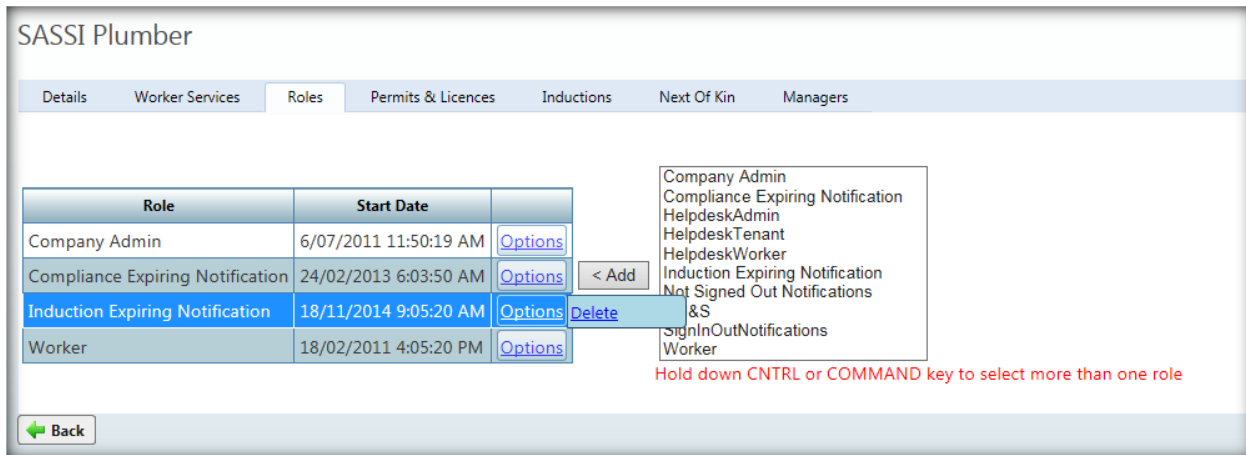 SASSI Plumber
Details Worker Services Roles Permits & Licences Inductions Next Of Kin Managers
Role Start Date
Company Admin 6/07/2011 11:50:19 AM Options
Compliance Expiring Notification 24/02/2013 6:03:50 AM Options
Induction Expiring Notification 18/11/2014 9:05:20 AM Options Delete
Worker 18/02/2011 4:05:20 PM Options
< Add
Company Admin
Compliance Expiring Notification
HelpdeskAdmin
HelpdeskTenant
HelpdeskWorker
Induction Expiring Notification
Not Signed Out Notifications
&S
SignInOutNotifications
Worker
Hold down CNTRL or COMMAND key to select more than one role
Back